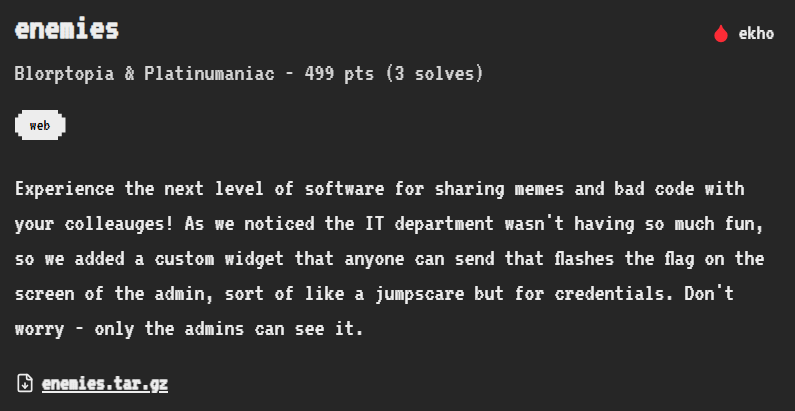 enemies
ekho
Blorptopia & Platinumaniac - 499 pts (3 solves)
web
Experience the next level of software for sharing memes and bad code with
your colleauges! As we noticed the IT department wasn't having so much fun,
so we added a custom widget that anyone can send that flashes the flag on the
screen of the admin, sort of like a jumpscare but for credentials. Don't
worry - only the admins can see it.
enemies.tar.gz